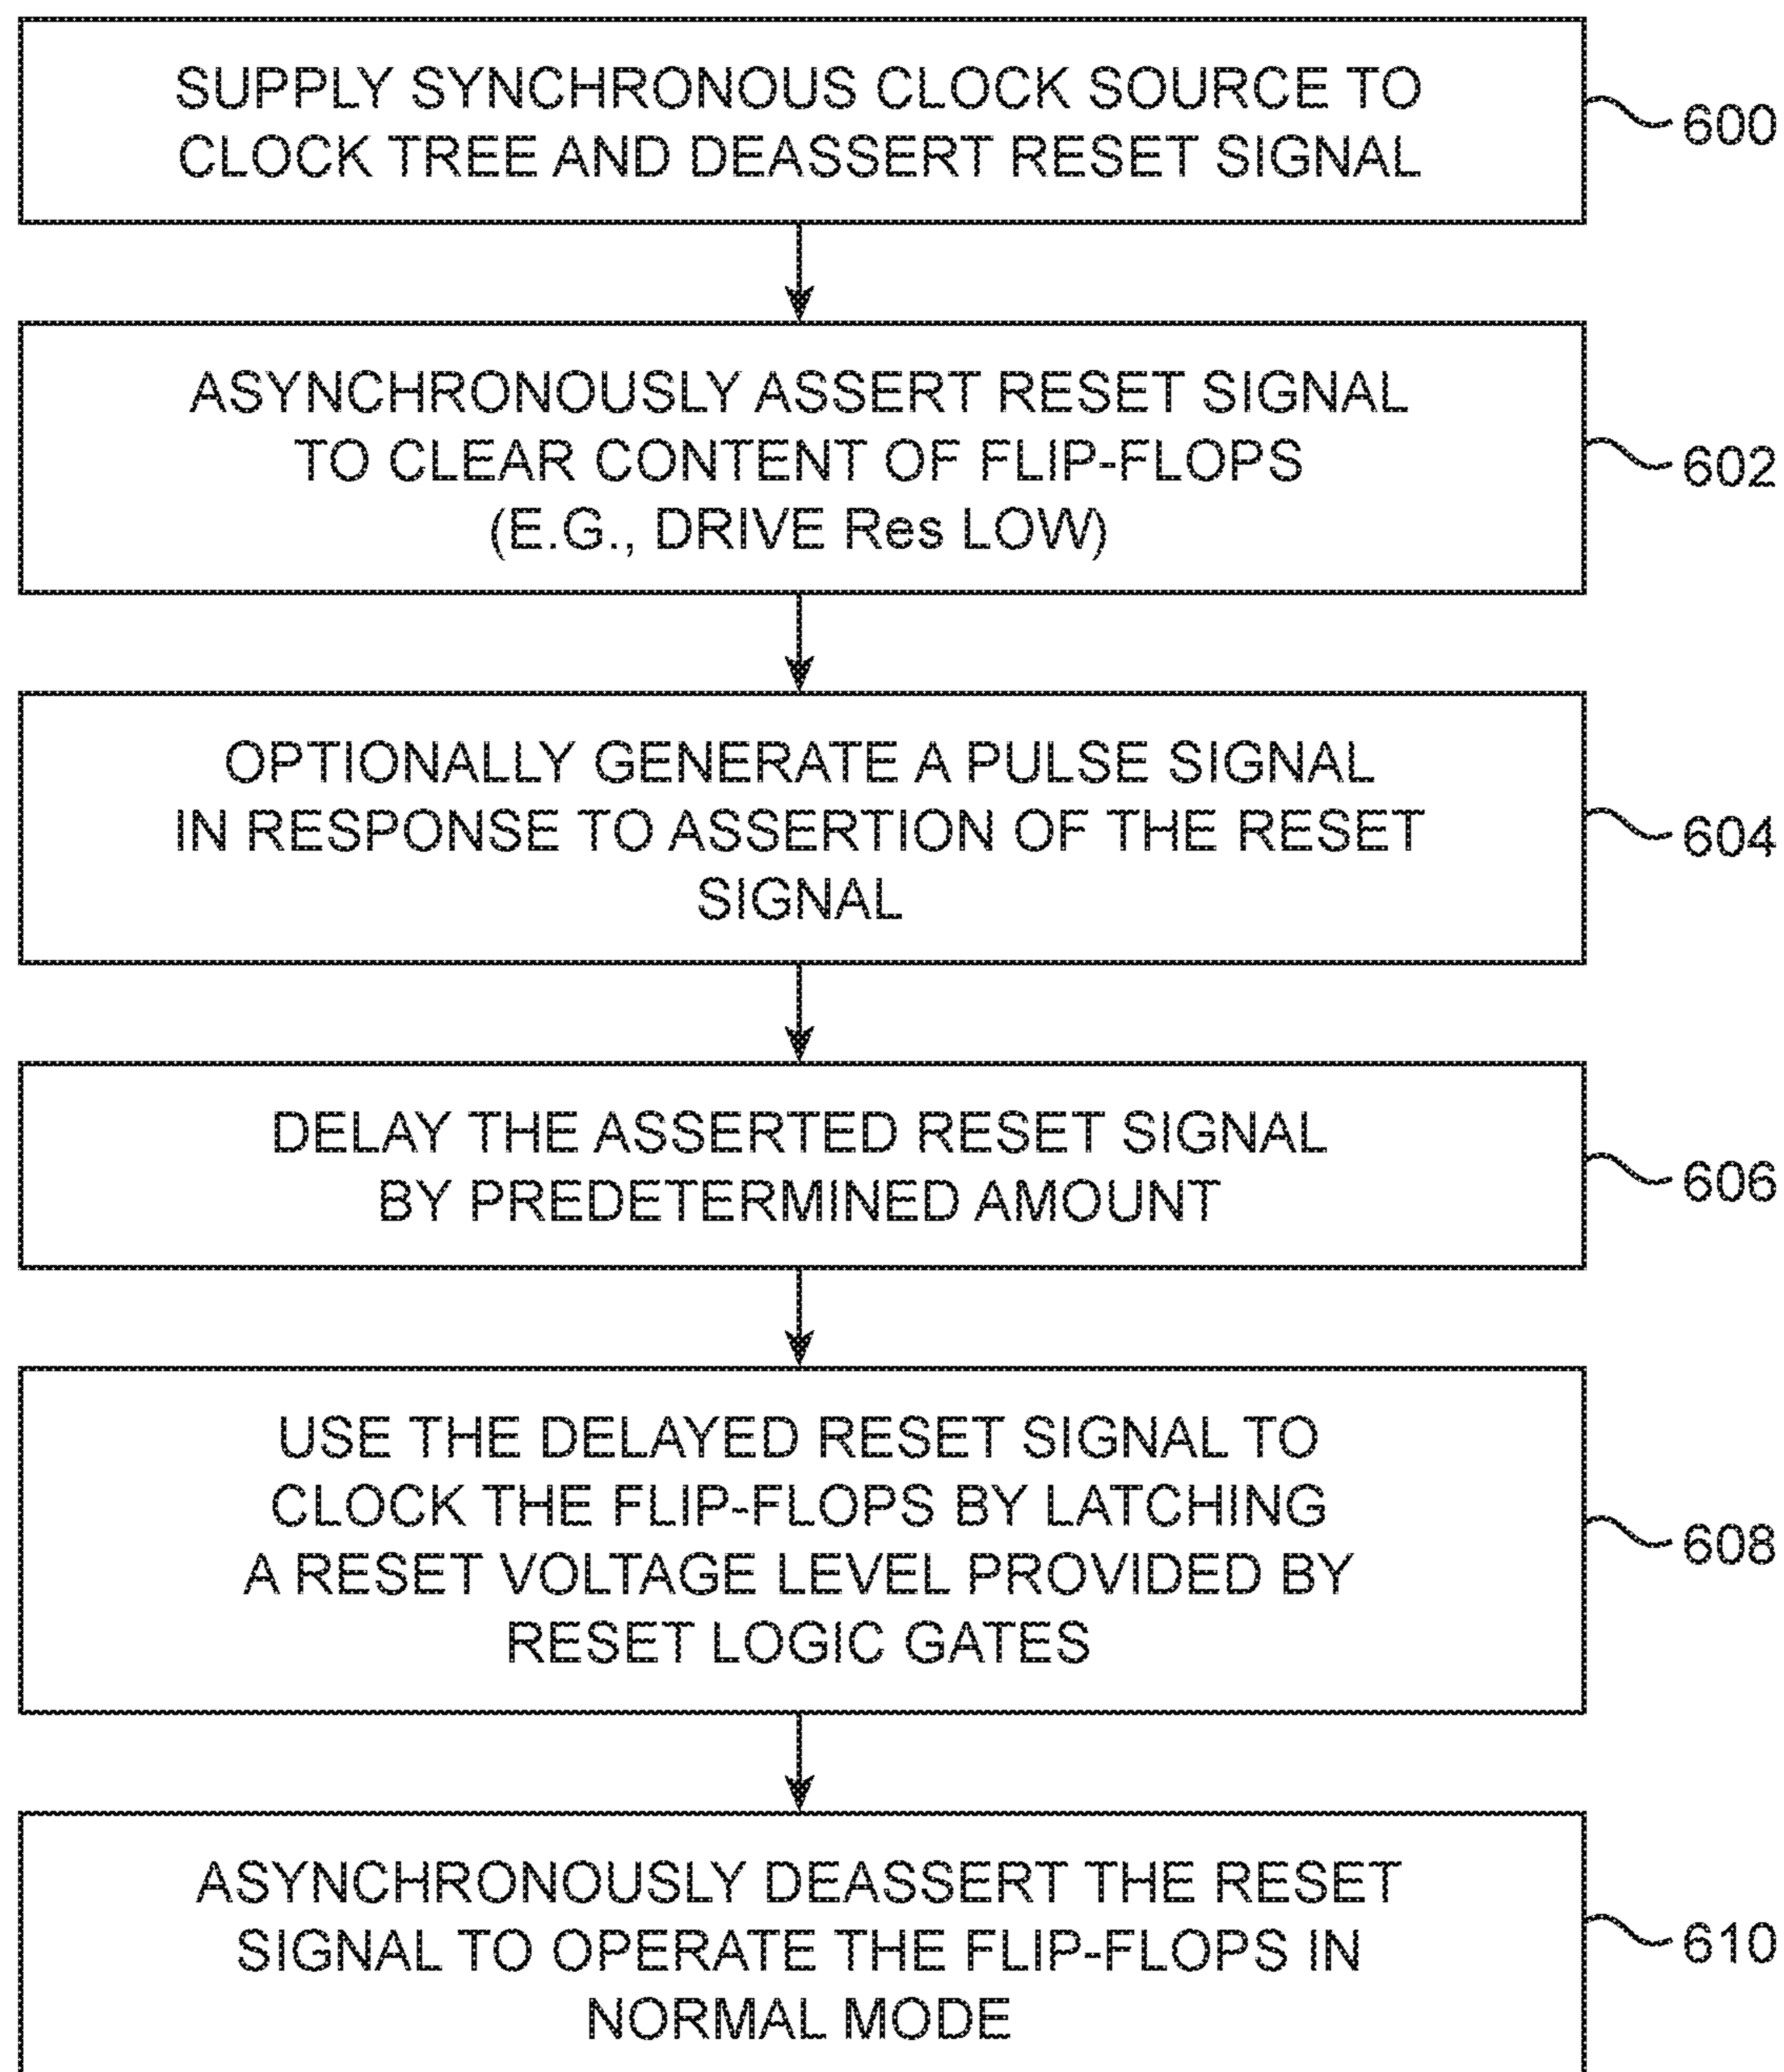 SUPPLY SYNCHRONOUS CLOCK SOURCE TO
CLOCK TREE AND DEASSERT RESET SIGNAL
600
ASYNCHRONOUSLY ASSERT RESET SIGNAL
TO CLEAR CONTENT OF FLIP-FLOPS
(E.G., DRIVE Res LOW)
602
OPTIONALLY GENERATE A PULSE SIGNAL
IN RESPONSE TO ASSERTION OF THE RESET
SIGNAL
604
DELAY THE ASSERTED RESET SIGNAL
BY PREDETERMINED AMOUNT
606
USE THE DELAYED RESET SIGNAL TO
CLOCK THE FLIP-FLOPS BY LATCHING
A RESET VOLTAGE LEVEL PROVIDED BY
RESET LOGIC GATES
608
ASYNCHRONOUSLY DEASSERT THE RESET
SIGNAL TO OPERATE THE FLIP-FLOPS IN
NORMAL MODE
610